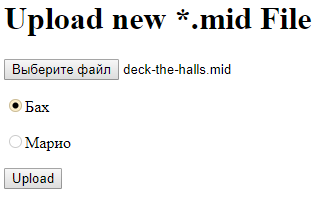 Upload new *.mid File
Выберите файл deck-the-halls.mid
Бах
Марио
Upload